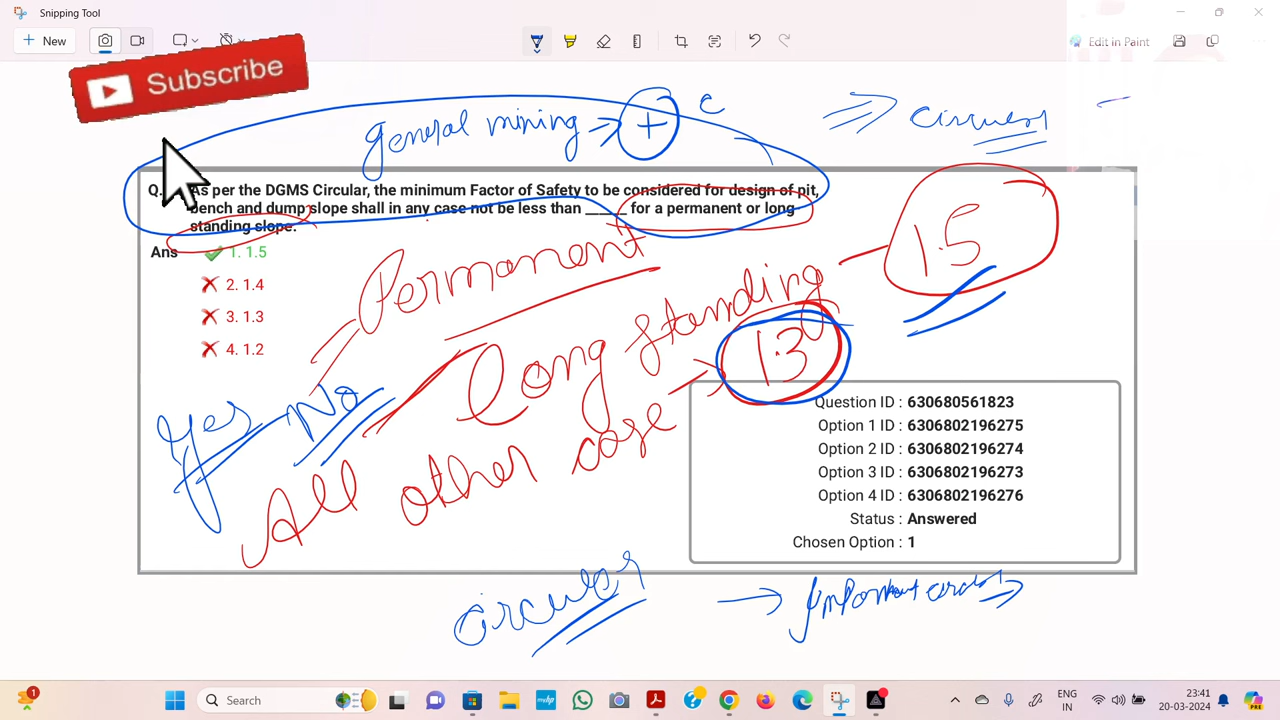 Snipping Tool
New
Edit in Paint
Subscribe
general mining + c
circular
Q. As per the DGMS Circular, the minimum Factor of Safety to be considered for design of pit,
bench and dump slope shall in any case not be less than ______ for a permanent or long
standing slope.
Ans 1. 1.5
2. 1.4
3. 1.3
4. 1.2
Permanent
1.5
Long standing
1.3
Yes No
All other case
Question ID : 630680561823
Option 1 ID : 6306802196275
Option 2 ID : 6306802196274
Option 3 ID : 6306802196273
Option 4 ID : 6306802196276
Status : Answered
Chosen Option : 1
circular
Important
1
Search
ENG
IN
23:41
20-03-2024